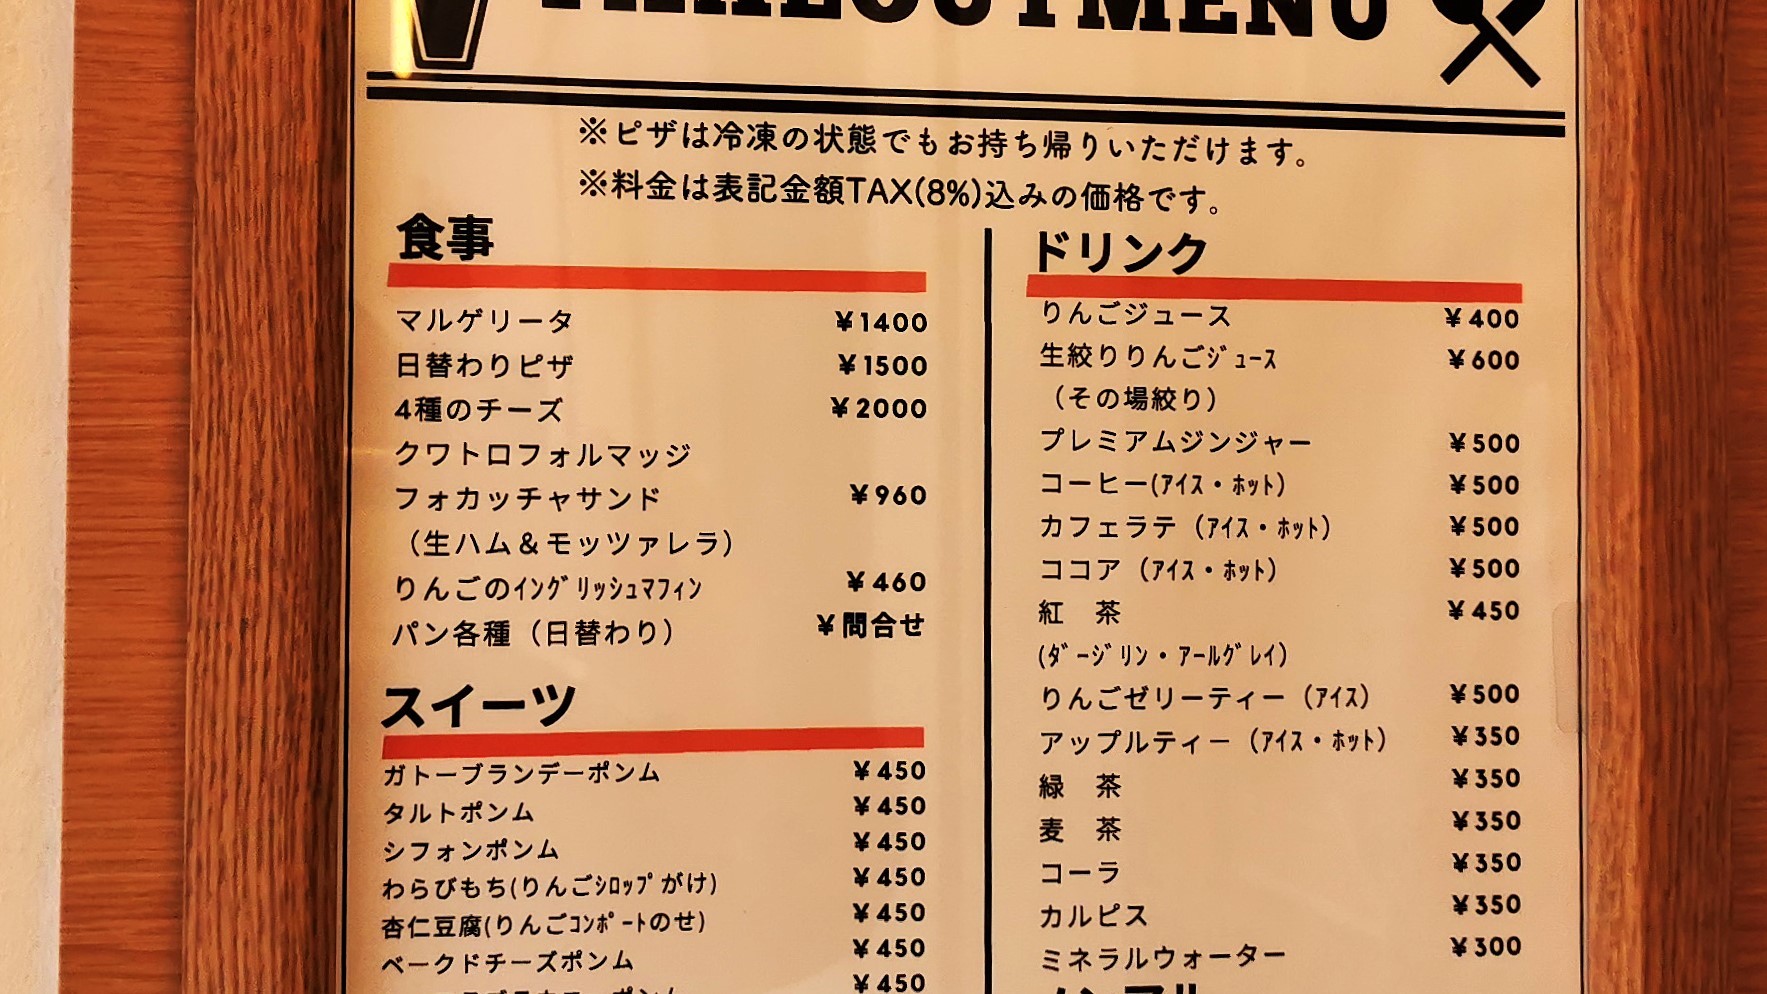 TAKEOUTMENU
※ピザは冷凍の状態でもお持ち帰りいただけます。
※料金は表記金額TAX(8%)込みの価格です。
食事
マルゲリータ ¥1400
日替わりピザ ¥1500
4種のチーズ ¥2000
クワトロフォルマッジ
フォカッチャサンド ¥960
（生ハム＆モッツァレラ）
りんごのｲﾝｸﾞﾘｯｼｭﾏﾌｨﾝ ¥460
パン各種（日替わり） ¥問合せ
スイーツ
ガトーブランデーポンム ¥450
タルトポンム ¥450
シフォンポンム ¥450
わらびもち(りんごｼﾛｯﾌﾟがけ) ¥450
杏仁豆腐(りんごｺﾝﾎﾟｰﾄのせ) ¥450
ベークドチーズポンム ¥450
¥450
ドリンク
りんごジュース ¥400
生絞りりんごｼﾞｭｰｽ ¥600
（その場絞り）
プレミアムジンジャー ¥500
コーヒー(ｱｲｽ・ﾎｯﾄ) ¥500
カフェラテ（ｱｲｽ・ﾎｯﾄ） ¥500
ココア（ｱｲｽ・ﾎｯﾄ） ¥500
紅　茶 ¥450
(ﾀﾞｰｼﾞﾘﾝ・ｱｰﾙｸﾞﾚｲ)
りんごゼリーティー（ｱｲｽ） ¥500
アップルティー（ｱｲｽ・ﾎｯﾄ） ¥350
緑　茶 ¥350
麦　茶 ¥350
コーラ ¥350
カルピス ¥350
ミネラルウォーター ¥300